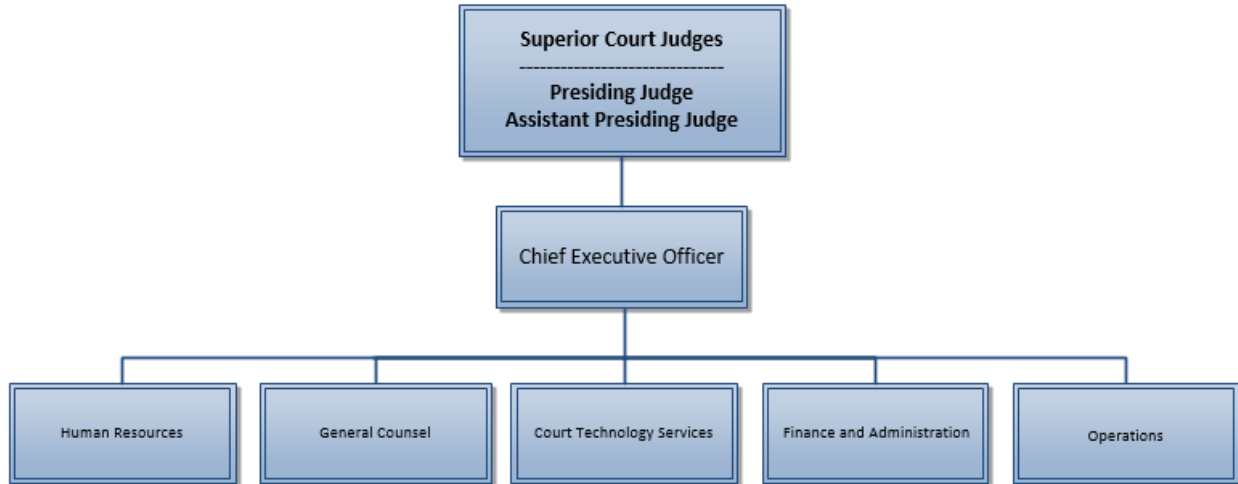 Superior Court Judges
------------------------------
Presiding Judge
Assistant Presiding Judge
Chief Executive Officer
Human Resources
General Counsel
Court Technology Services
Finance and Administration
Operations